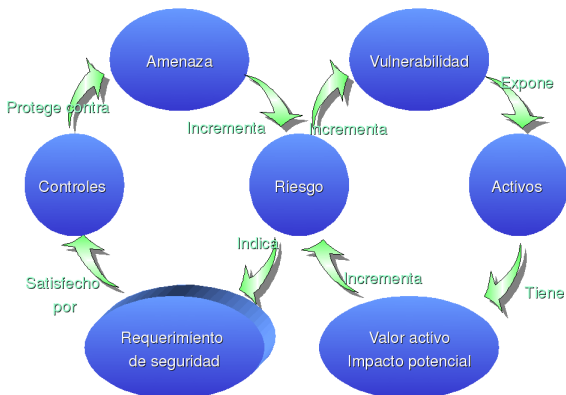 Amenaza
Vulnerabilidad
Expone
Protege contra
Incrementa
Incrementa
Controles
Riesgo
Activos
Indica
Satisfecho
por
Incrementa
Tiene
Requerimiento
de seguridad
Valor activo
Impacto potencial